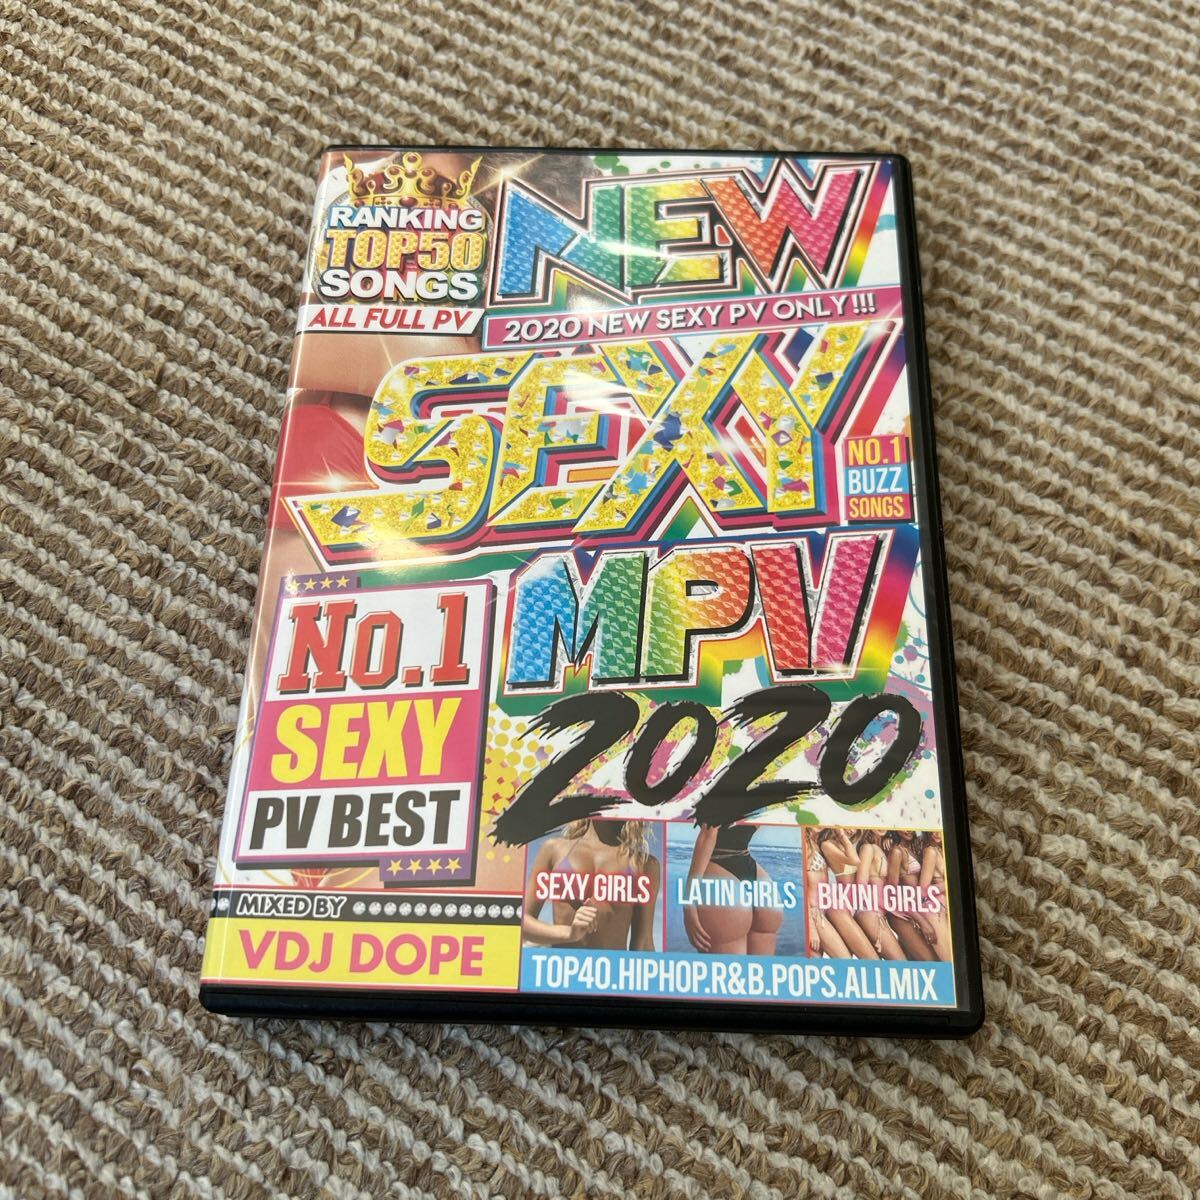 RANKING
TOP50
SONGS
ALL FULL PV
NEW
2020 NEW SEXY PV ONLY!!!
SEXY
NO.1
BUZZ
SONGS
MPV
2020
No.1
SEXY
PV BEST
SEXY GIRLS
LATIN GIRLS
BIKINI GIRLS
MIXED BY
VDJ DOPE
TOP40.HIPHOP.R&B.POPS.ALLMIX